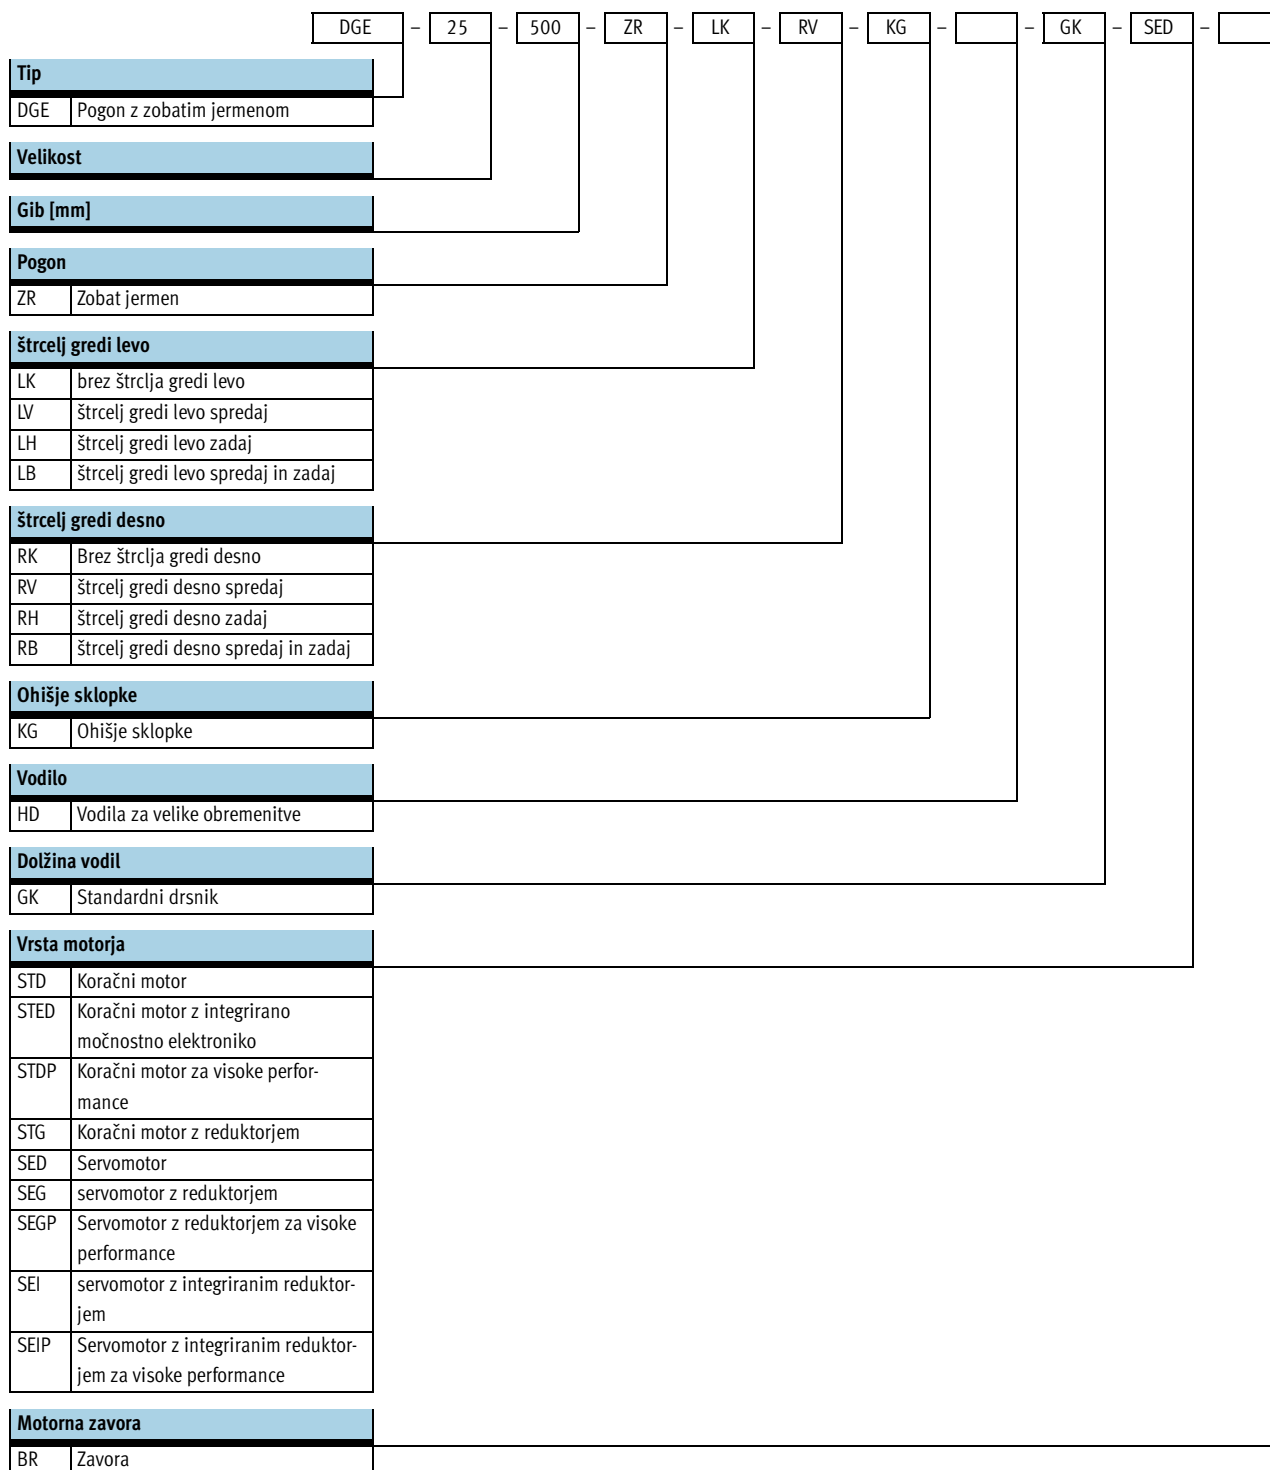 DGE – 25 – 500 – ZR – LK – RV – KG – – GK – SED –
Tip
DGE Pogon z zobatim jermenom
Velikost
Gib [mm]
Pogon
ZR Zobat jermen
štrcelj gredi levo
LK brez štrclja gredi levo
LV štrcelj gredi levo spredaj
LH štrcelj gredi levo zadaj
LB štrcelj gredi levo spredaj in zadaj
štrcelj gredi desno
RK Brez štrclja gredi desno
RV štrcelj gredi desno spredaj
RH štrcelj gredi desno zadaj
RB štrcelj gredi desno spredaj in zadaj
Ohišje sklopke
KG Ohišje sklopke
Vodilo
HD Vodila za velike obremenitve
Dolžina vodil
GK Standardni drsnik
Vrsta motorja
STD Koračni motor
STED Koračni motor z integrirano
močnostno elektroniko
STDP Koračni motor za visoke perfor-
mance
STG Koračni motor z reduktorjem
SED Servomotor
SEG servomotor z reduktorjem
SEGP Servomotor z reduktorjem za visoke
performance
SEI servomotor z integriranim reduktor-
jem
SEIP Servomotor z integriranim reduktor-
jem za visoke performance
Motorna zavora
BR Zavora